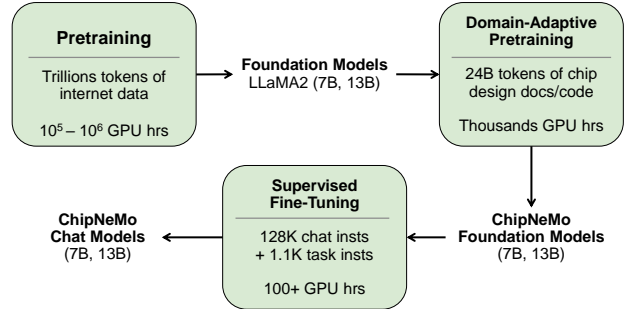 Pretraining
Trillions tokens of
internet data
10⁵ – 10⁶ GPU hrs
Foundation Models
LLaMA2 (7B, 13B)
Domain-Adaptive
Pretraining
24B tokens of chip
design docs/code
Thousands GPU hrs
ChipNeMo
Foundation Models
(7B, 13B)
Supervised
Fine-Tuning
128K chat insts
+ 1.1K task insts
100+ GPU hrs
ChipNeMo
Chat Models
(7B, 13B)